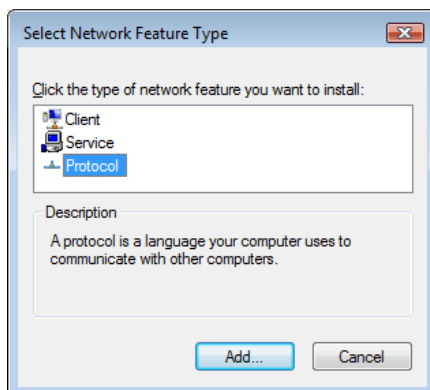 Select Network Feature Type
Click the type of network feature you want to install:
Client
Service
Protocol
Description
A protocol is a language your computer uses to
communicate with other computers.
Add...
Cancel